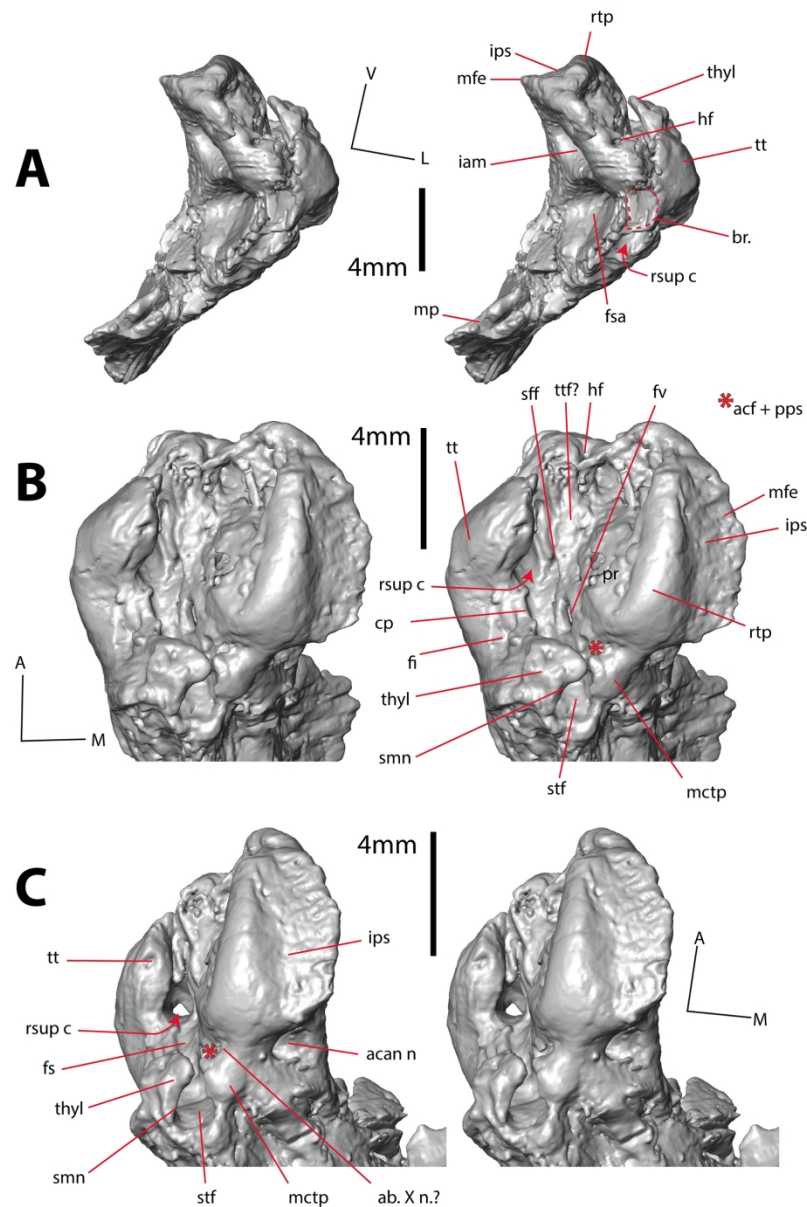 rtp
ips
mfe
thyl
V
hf
L
tt
A
iam
4mm
br.
rsup c
mp
fsa
sff
ttf?
hf
fv
*acf + pps
4mm
tt
B
mfe
ips
rsup c
pr
cp
rtp
A
fi
*
thyl
M
smn
stf
mctp
4mm
C
ips
tt
A
rsup c
M
fs
*
acan n
thyl
smn
stf
mctp
ab. X n.?